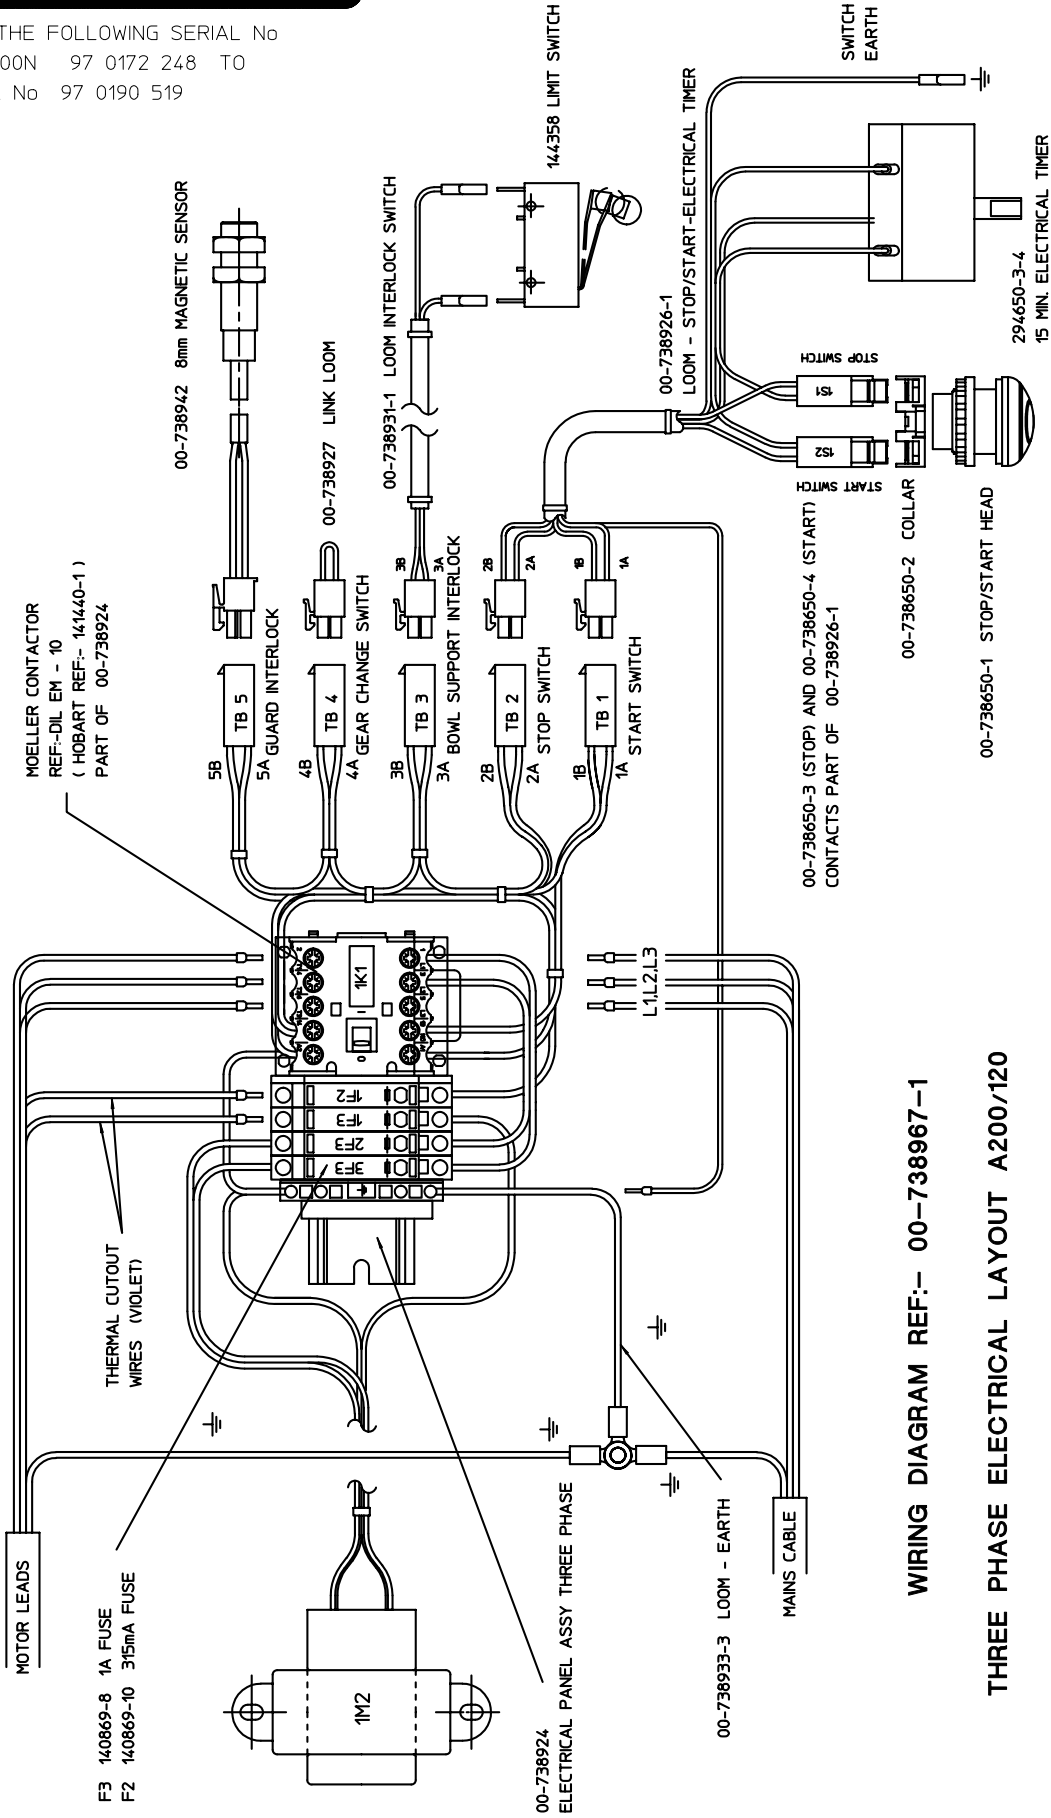 THE FOLLOWING SERIAL No
00N 97 0172 248 TO
No 97 0190 519
MOELLER CONTACTOR
REF:-DIL EM - 10
( HOBART REF:- 141440-1 )
PART OF 00-738924
00-738942 8mm MAGNETIC SENSOR
00-738927 LINK LOOM
00-738931-1 LOOM INTERLOCK SWITCH
144358 LIMIT SWITCH
00-738926-1
LOOM - STOP/START-ELECTRICAL TIMER
SWITCH
EARTH
294650-3-4
15 MIN. ELECTRICAL TIMER
STOP SWITCH
1S1
1S2
START SWITCH
00-738650-3 (STOP) AND 00-738650-4 (START)
CONTACTS PART OF 00-738926-1
00-738650-2 COLLAR
00-738650-1 STOP/START HEAD
TB 5
5B
5A
GUARD INTERLOCK
TB 4
4B
4A
GEAR CHANGE SWITCH
TB 3
3B
3A
3B
3A
BOWL SUPPORT INTERLOCK
TB 2
2B
2A
2B
2A
STOP SWITCH
TB 1
1B
1A
1B
1A
START SWITCH
1K1
1F2
1F3
2F3
3F3
L1,L2,L3
THERMAL CUTOUT
WIRES (VIOLET)
MOTOR LEADS
F3 140869-8 1A FUSE
F2 140869-10 315mA FUSE
1M2
00-738924
ELECTRICAL PANEL ASSY THREE PHASE
00-738933-3 LOOM - EARTH
MAINS CABLE
WIRING DIAGRAM REF:- 00-738967-1
THREE PHASE ELECTRICAL LAYOUT A200/120